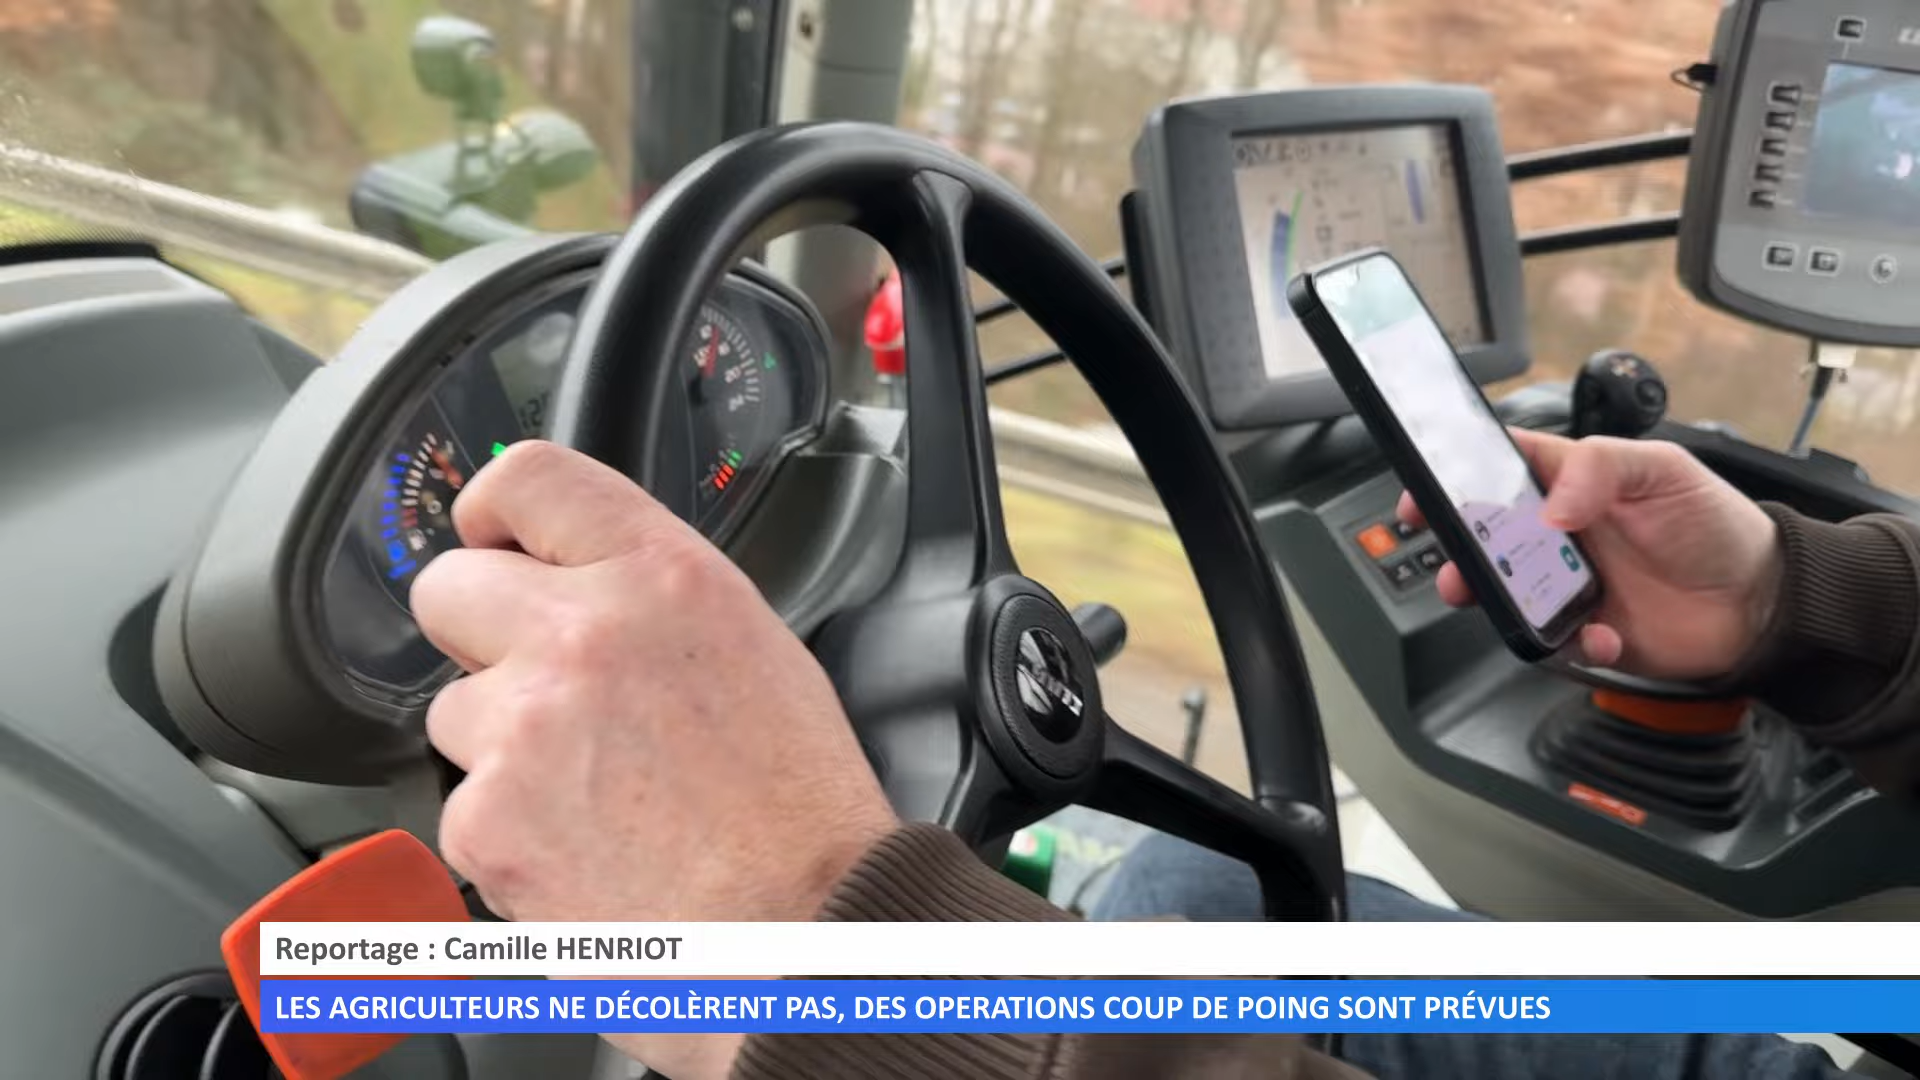 Reportage : Camille HENRIOT
LES AGRICULTEURS NE DÉCOLÈRENT PAS, DES OPERATIONS COUP DE POING SONT PRÉVUES